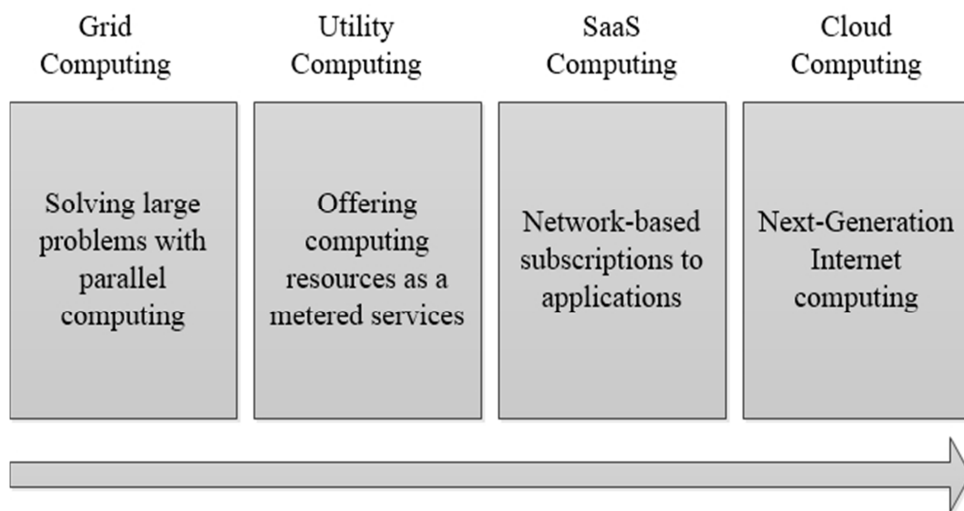 Grid
Computing
Utility
Computing
SaaS
Computing
Cloud
Computing
Solving large
problems with
parallel
computing
Offering
computing
resources as a
metered services
Network-based
subscriptions to
applications
Next-Generation
Internet
computing